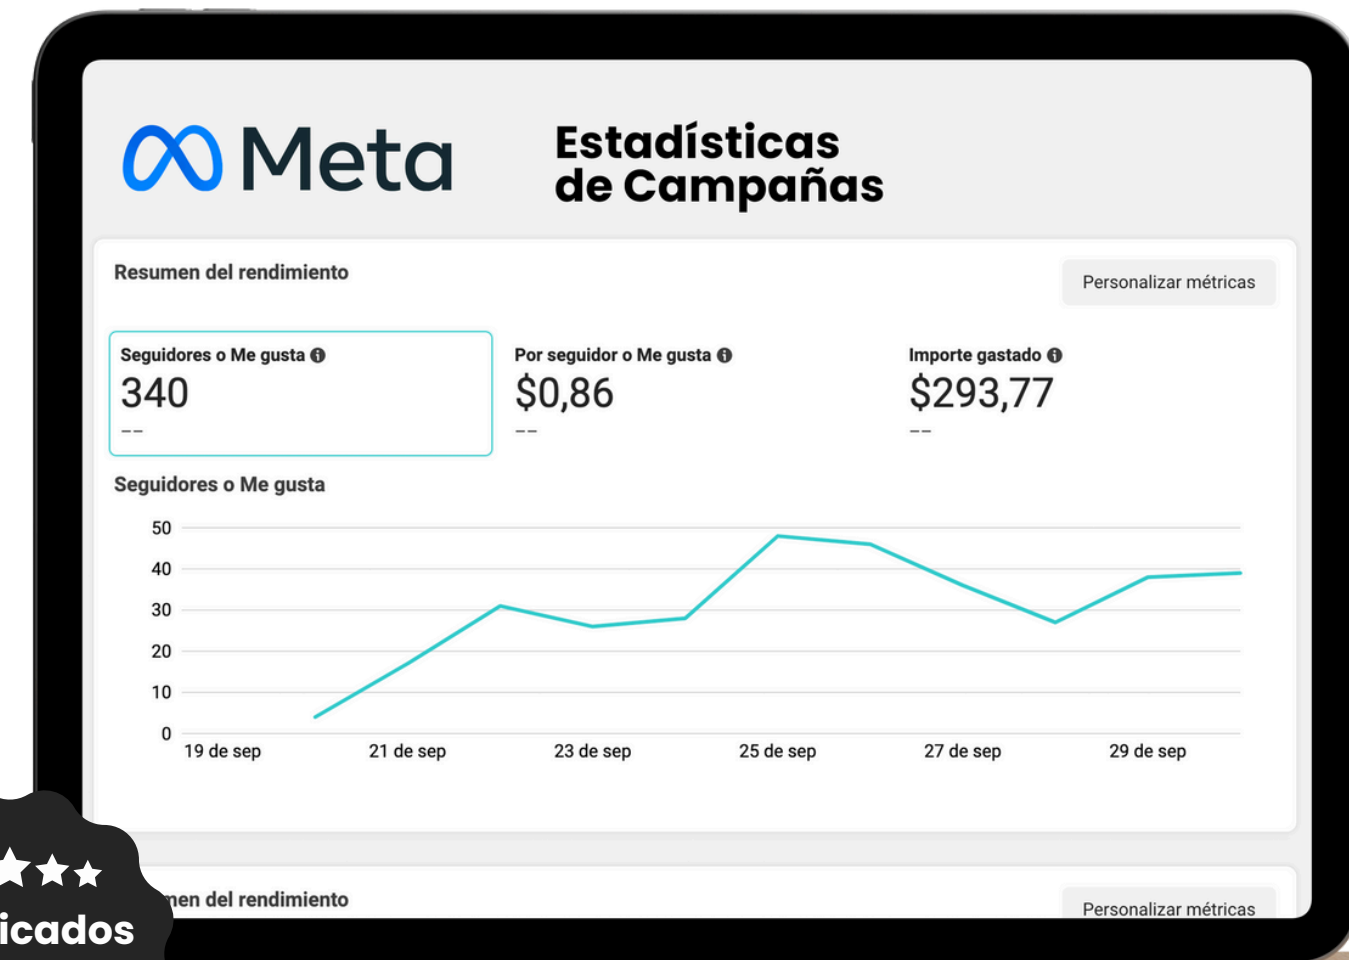 Meta
Estadísticas
de Campañas
Resumen del rendimiento
Personalizar métricas
Seguidores o Me gusta
340
--
Por seguidor o Me gusta
$0,86
--
Importe gastado
$293,77
--
Seguidores o Me gusta
50
40
30
20
10
0
19 de sep
21 de sep
23 de sep
25 de sep
27 de sep
29 de sep
men del rendimiento
Personalizar métricas
icados